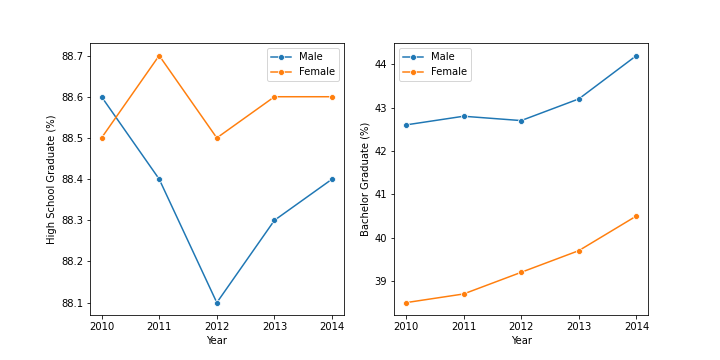 88.7
88.6
88.5
88.4
88.3
88.2
88.1
High School Graduate (%)
2010 2011 2012 2013 2014
Year
Male
Female
44
43
42
41
40
39
Bachelor Graduate (%)
2010 2011 2012 2013 2014
Year
Male
Female